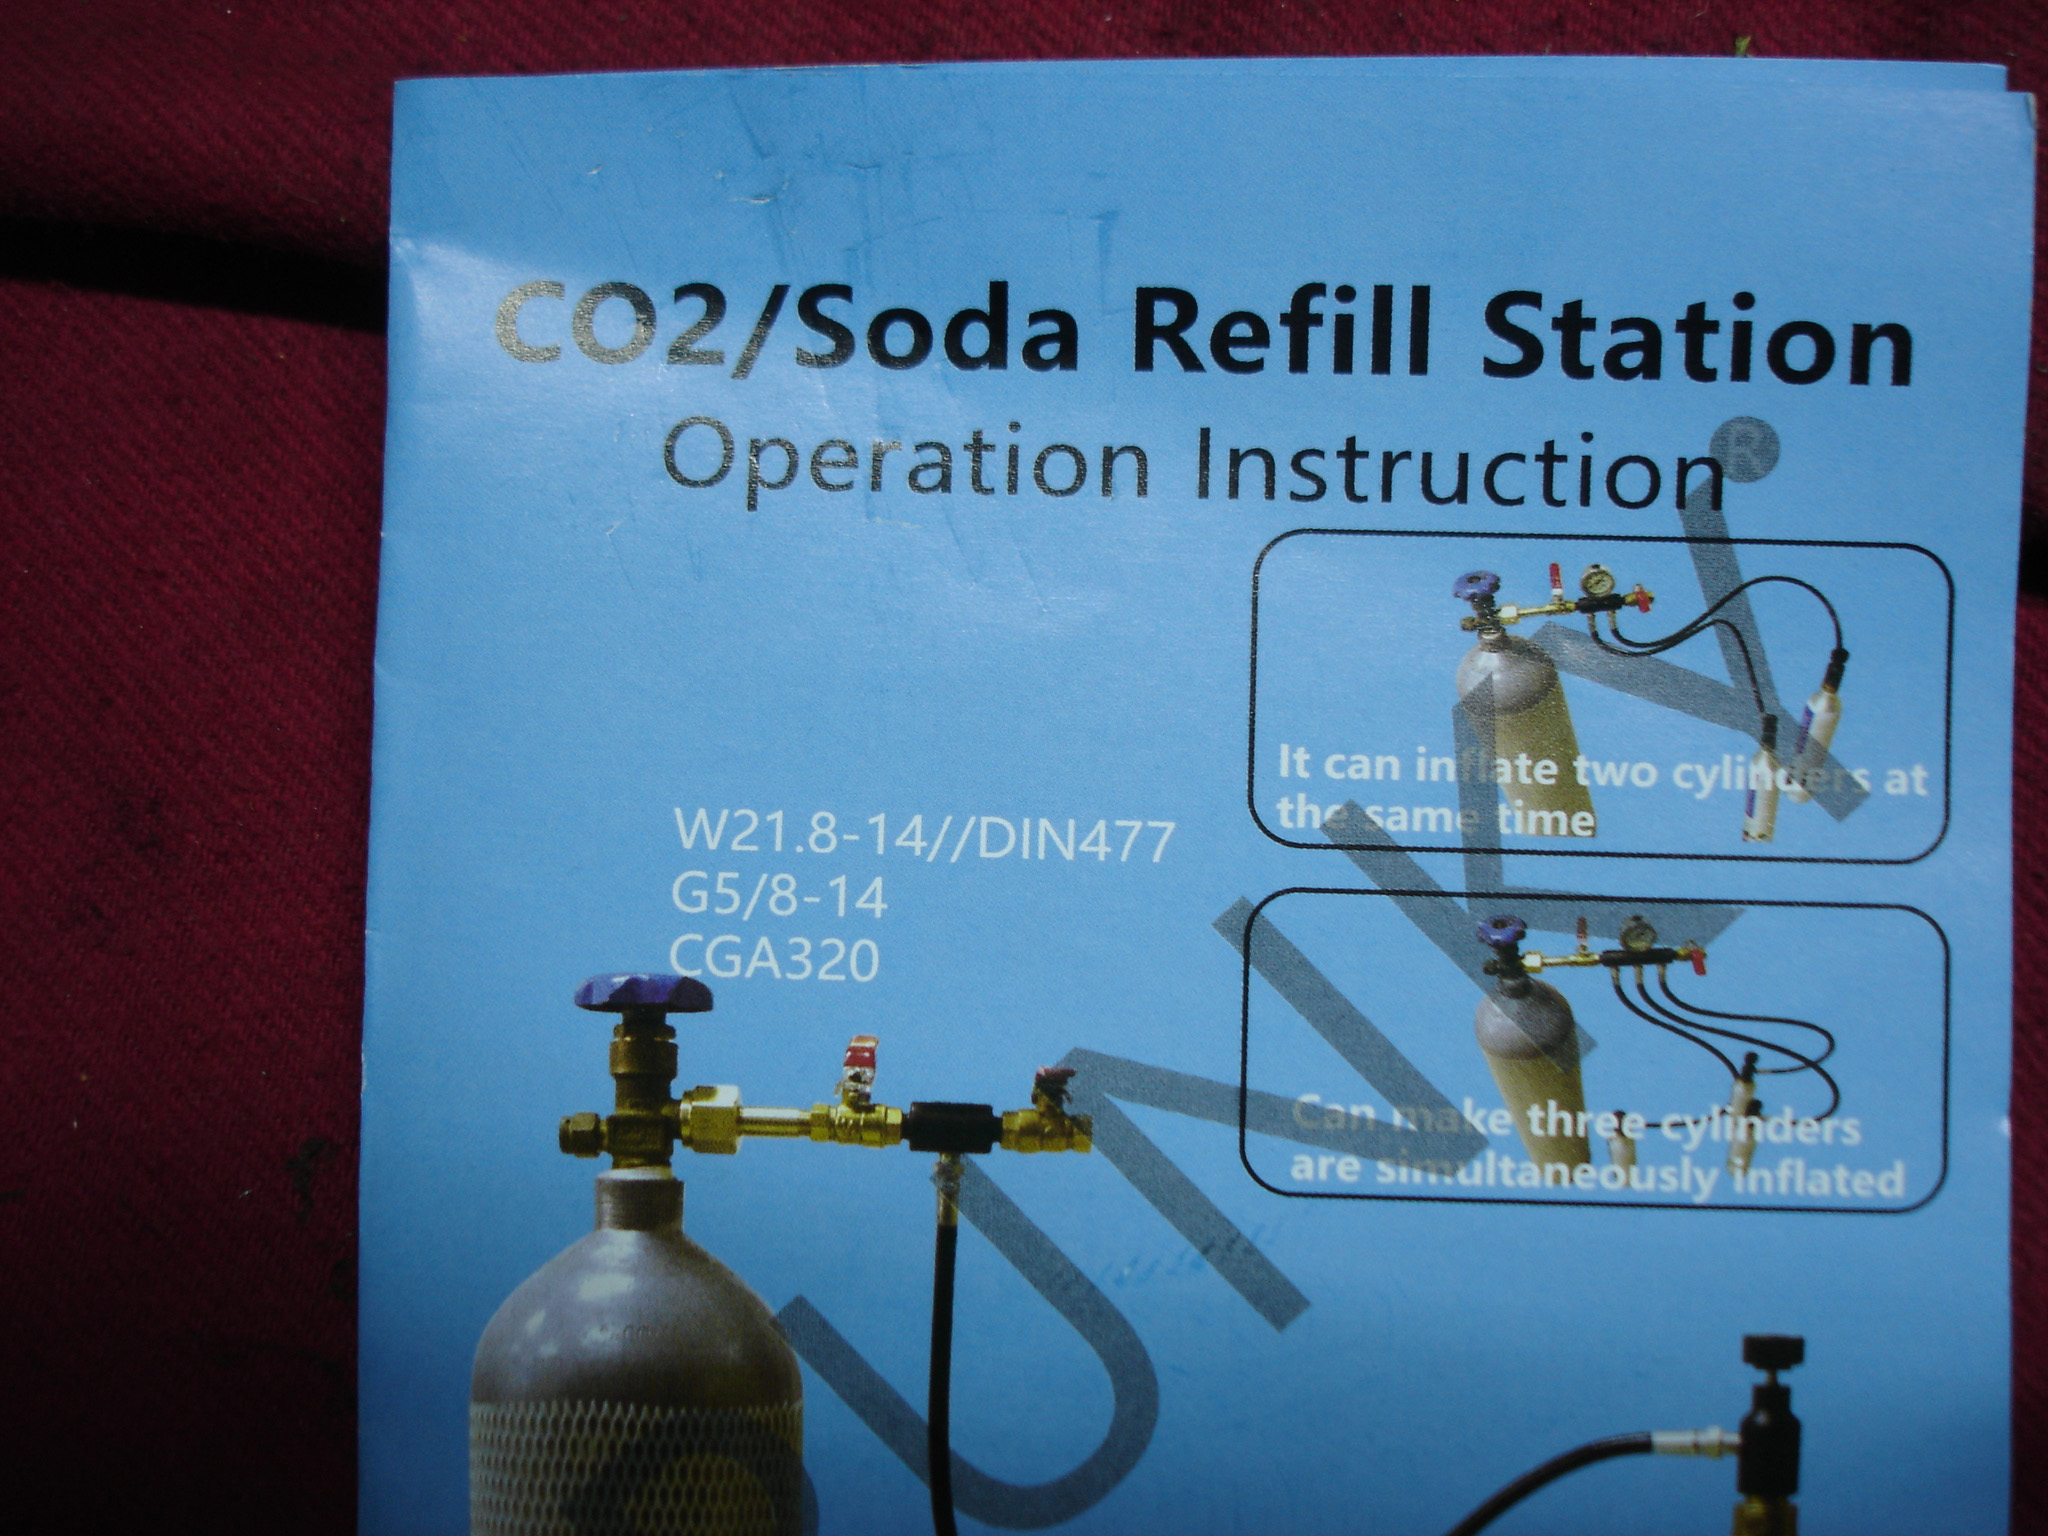 CO2/Soda Refill Station
Operation Instruction
®
It can inflate two cylinders at
the same time
W21.8-14//DIN477
G5/8-14
CGA320
Can make three cylinders
are simultaneously inflated